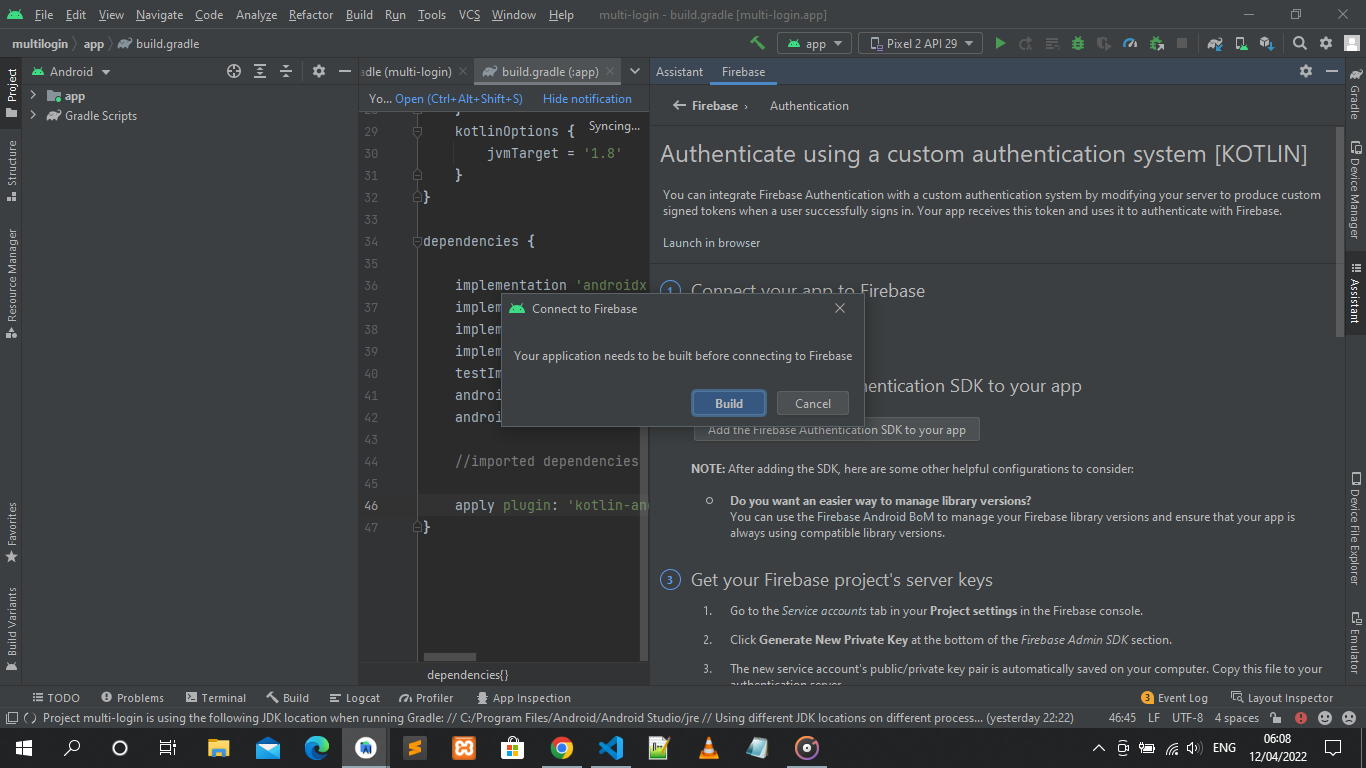 File Edit View Navigate Code Analyze Refactor Build Run Tools VCS Window Help multi-login - build.gradle [multi-login.app]
multilogin app build.gradle
app Pixel 2 API 29
Android
app
Gradle Scripts
dle (multi-login) build.gradle (:app)
Yo... Open (Ctrl+Alt+Shift+S) Hide notification
Syncing...
29 kotlinOptions {
30 jvmTarget = '1.8'
31 }
32 }
33
34 dependencies {
35
36 implementation 'androidx
37 implem
38 implem
39 implem
40 testIm
41 androi
42 androi
43
44 //imported dependencies
45
46 apply plugin: 'kotlin-an
47 }
dependencies{}
Assistant Firebase
Firebase › Authentication
Authenticate using a custom authentication system [KOTLIN]
You can integrate Firebase Authentication with a custom authentication system by modifying your server to produce custom
signed tokens when a user successfully signs in. Your app receives this token and uses it to authenticate with Firebase.
Launch in browser
1 Connect your app to Firebase
Connect to Firebase
Your application needs to be built before connecting to Firebase
Build Cancel
hentication SDK to your app
Add the Firebase Authentication SDK to your app
NOTE: After adding the SDK, here are some other helpful configurations to consider:
Do you want an easier way to manage library versions?
You can use the Firebase Android BoM to manage your Firebase library versions and ensure that your app is
always using compatible library versions.
3 Get your Firebase project's server keys
1. Go to the Service accounts tab in your Project settings in the Firebase console.
2. Click Generate New Private Key at the bottom of the Firebase Admin SDK section.
3. The new service account's public/private key pair is automatically saved on your computer. Copy this file to your
authentication server.
Project
Structure
Resource Manager
Favorites
Build Variants
Gradle
Device Manager
Assistant
Device File Explorer
Emulator
TODO Problems Terminal Build Logcat Profiler App Inspection 3 Event Log Layout Inspector
Project multi-login is using the following JDK location when running Gradle: // C:/Program Files/Android/Android Studio/jre // Using different JDK locations on different process... (yesterday 22:22) 46:45 LF UTF-8 4 spaces
ENG 06:08
12/04/2022